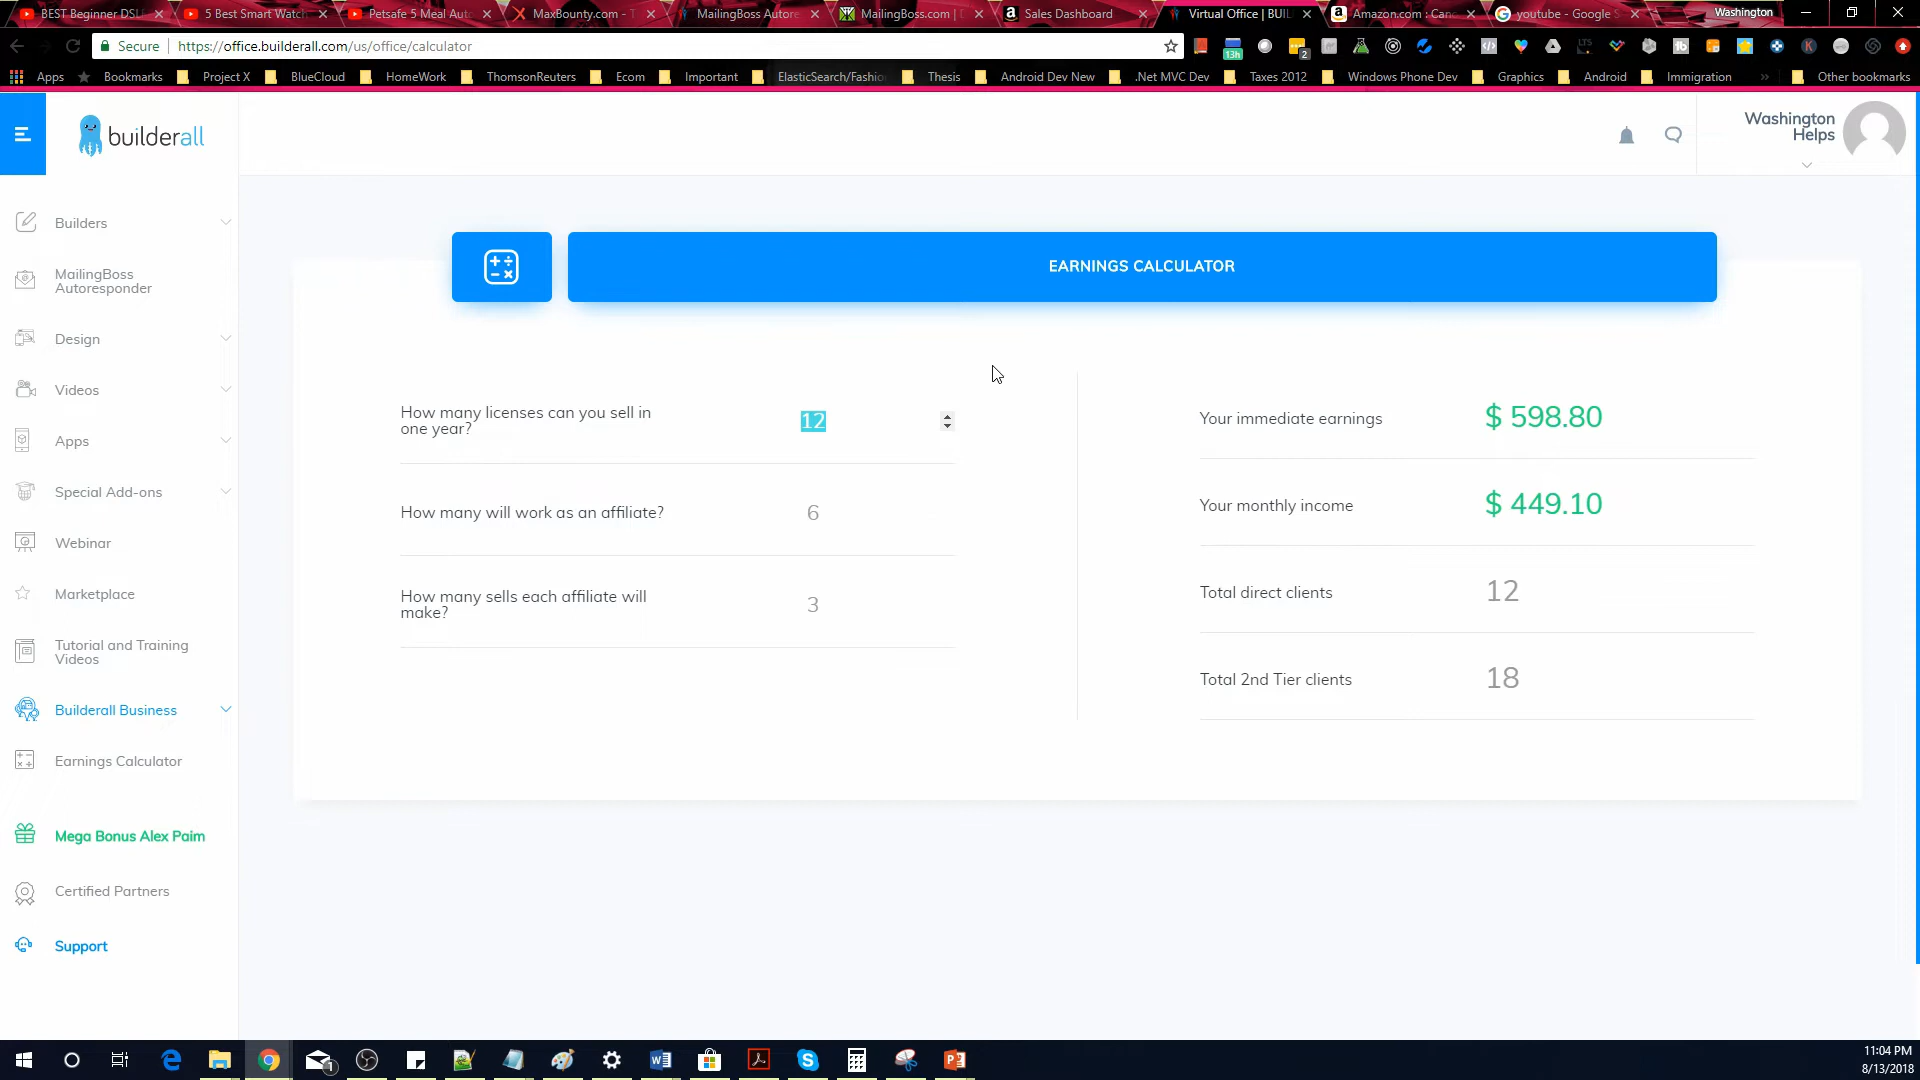 BEST Beginner DSL
5 Best Smart Watch
Petsafe 5 Meal Auto
MaxBounty.com - T
MailingBoss Autore
MailingBoss.com | D
Sales Dashboard
Virtual Office | BUIL
Amazon.com : Can
youtube - Google S
Washington
Secure
https://office.builderall.com/us/office/calculator
13h
2
Apps
Bookmarks
Project X
BlueCloud
HomeWork
ThomsonReuters
Ecom
Important
ElasticSearch/Fashio
Thesis
Android Dev New
.Net MVC Dev
Taxes 2012
Windows Phone Dev
Graphics
Android
Immigration
Other bookmarks
builderall
Washington
Helps
Builders
MailingBoss
Autoresponder
Design
Videos
Apps
Special Add-ons
Webinar
Marketplace
Tutorial and Training
Videos
Builderall Business
Earnings Calculator
Mega Bonus Alex Paim
Certified Partners
Support
EARNINGS CALCULATOR
How many licenses can you sell in
one year?
12
How many will work as an affiliate?
6
How many sells each affiliate will
make?
3
Your immediate earnings
$ 598.80
Your monthly income
$ 449.10
Total direct clients
12
Total 2nd Tier clients
18
11:04 PM
8/13/2018